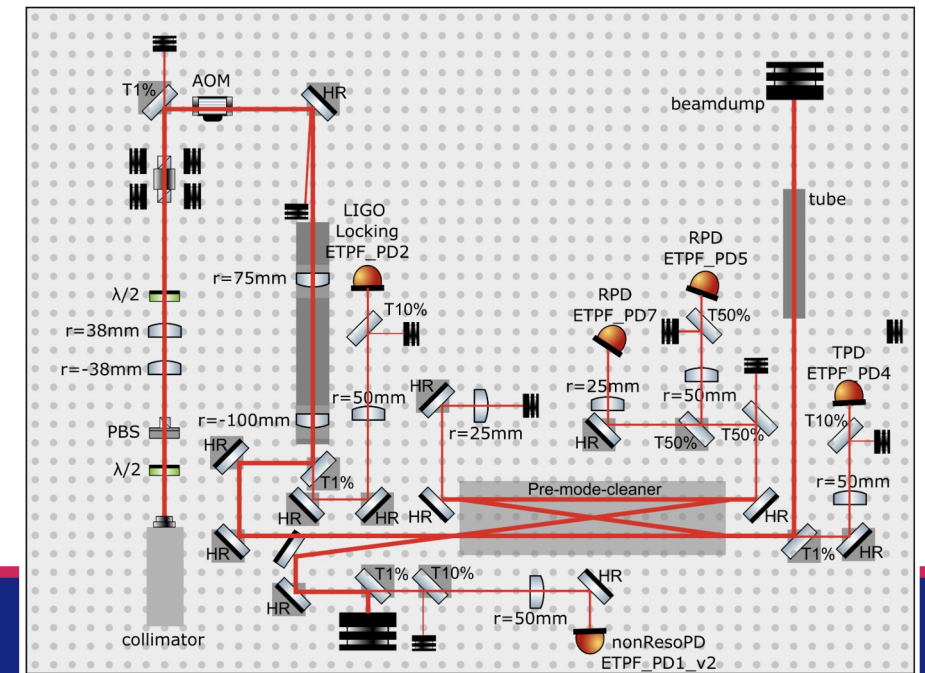 T1%
AOM
HR
beamdump
tube
LIGO
Locking
ETPF_PD2
RPD
ETPF_PD5
RPD
ETPF_PD7
r=75mm
λ/2
T10%
T50%
r=38mm
TPD
ETPF_PD4
r=-38mm
HR
r=25mm
r=50mm
r=50mm
r=-100mm
r=25mm
T10%
PBS
HR
HR
T50%
T50%
T1%
λ/2
r=50mm
Pre-mode-cleaner
HR
HR
HR
HR
HR
T1%
HR
T1%
T10%
HR
HR
r=50mm
collimator
nonResoPD
ETPF_PD1_v2